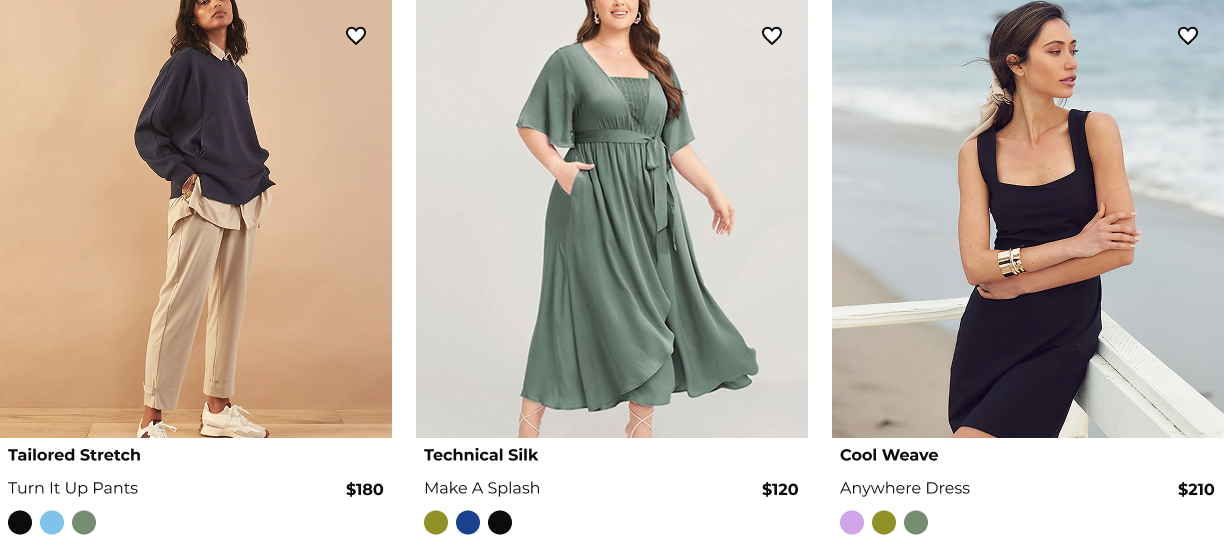 Tailored Stretch
Turn It Up Pants
$180
Technical Silk
Make A Splash
$120
Cool Weave
Anywhere Dress
$210